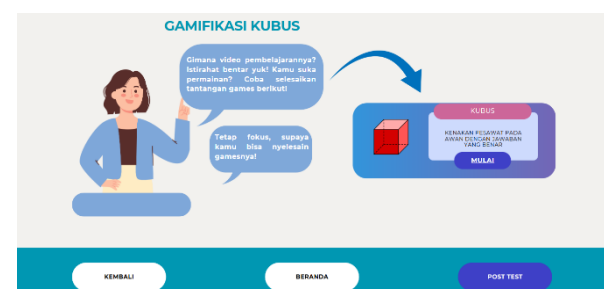 GAMIFIKASI KUBUS
Gimana video pembelajarannya?
Istirahat bentar yuk! Kamu suka
permainan? Coba selesaikan
tantangan games berikut!
Tetap fokus, supaya
kamu bisa nyelesain
gamesnya!
KUBUS
KENAKAN PESAWAT PADA
AWAN DENGAN JAWABAN
YANG BENAR
MULAI
KEMBALI
BERANDA
POST TEST